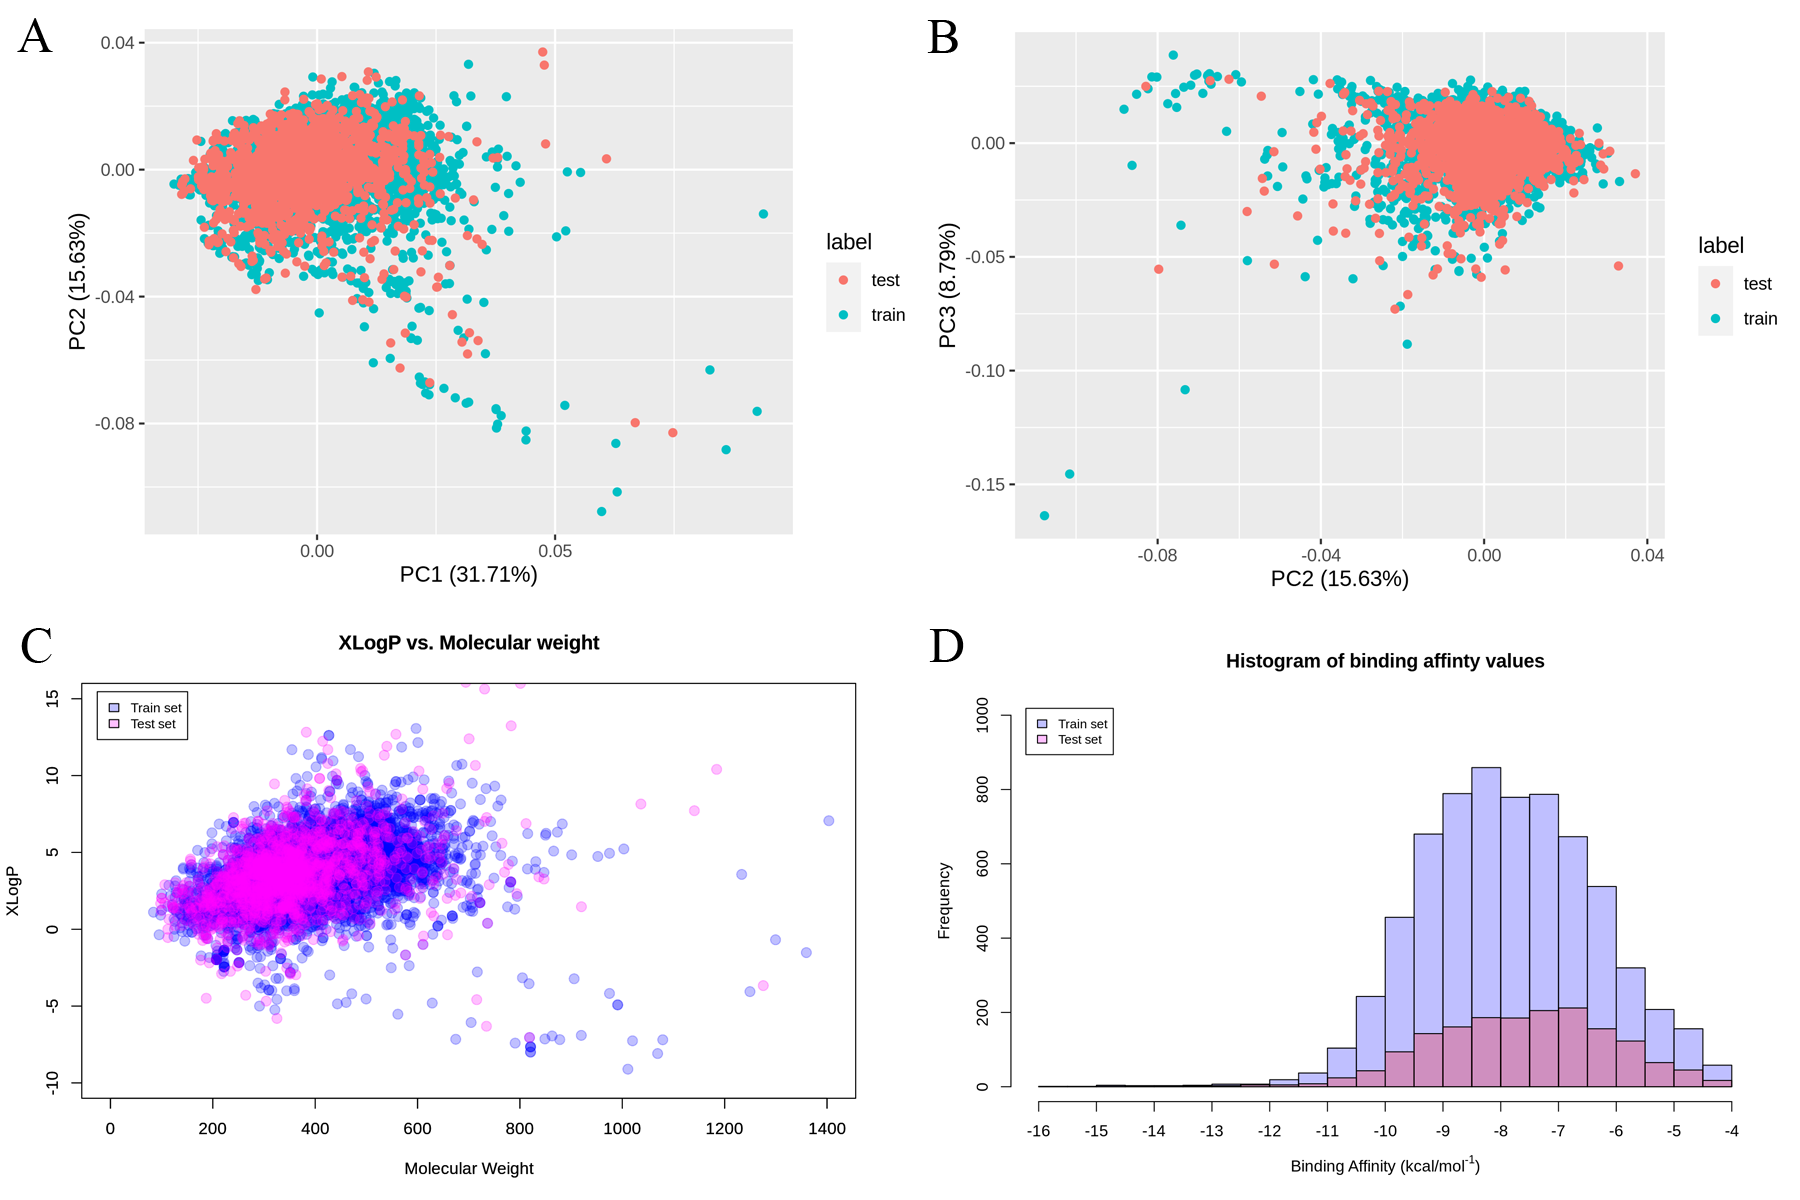 A
0.04
0.00
-0.04
-0.08
PC2 (15.63%)
0.00
0.05
PC1 (31.71%)
label
test
train
B
0.00
-0.05
-0.10
-0.15
PC3 (8.79%)
-0.08
-0.04
0.00
0.04
PC2 (15.63%)
label
test
train
C
XLogP vs. Molecular weight
Train set
Test set
15
10
5
0
-5
-10
XLogP
0
200
400
600
800
1000
1200
1400
Molecular Weight
D
Histogram of binding affinty values
Train set
Test set
1000
800
600
400
200
0
Frequency
-16
-15
-14
-13
-12
-11
-10
-9
-8
-7
-6
-5
-4
Binding Affinity (kcal/mol⁻¹)